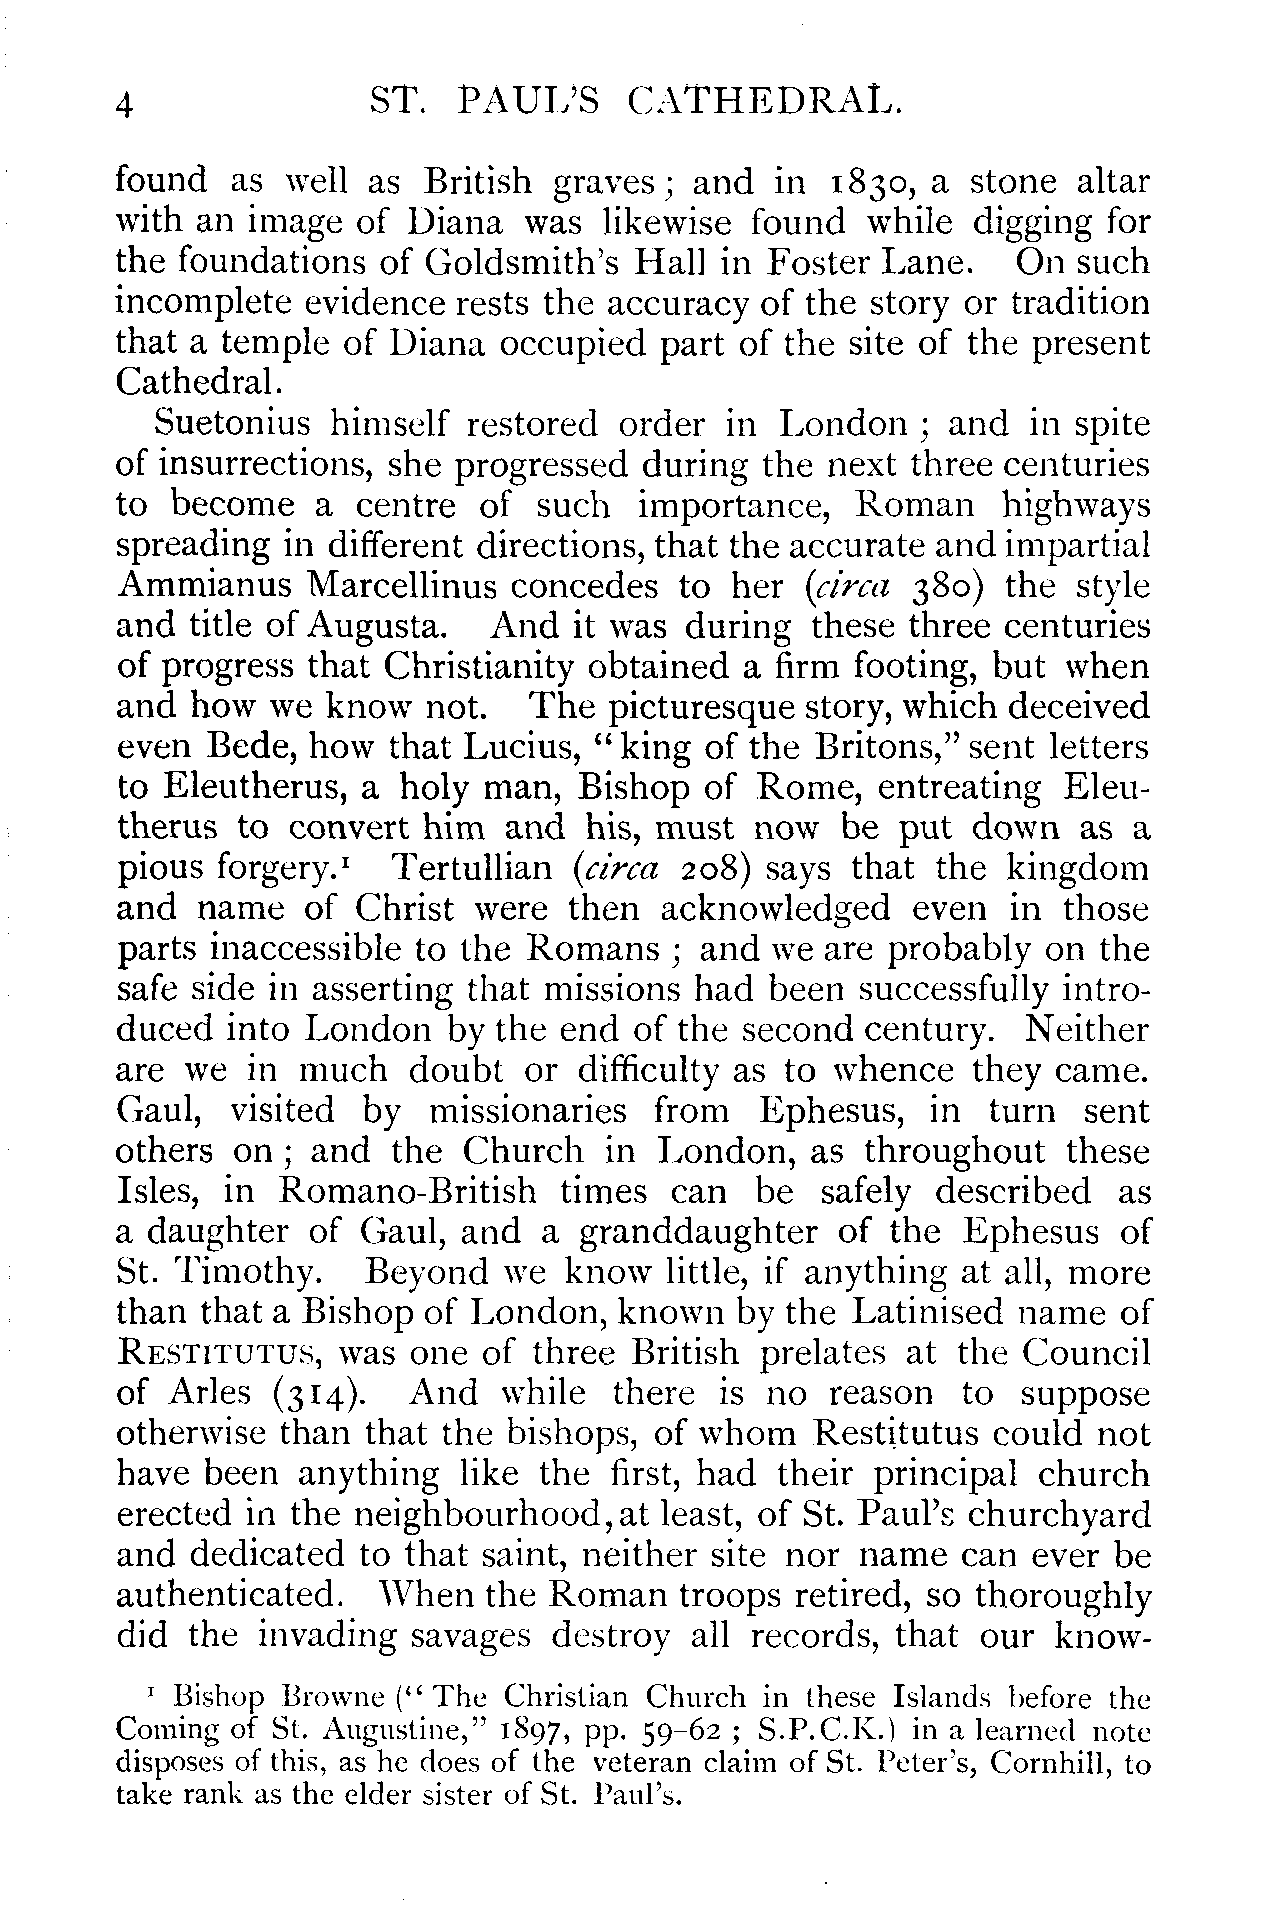 4 ST. PAUL'S CATHEDRAL.
found as well as British graves ; and in 1830, a stone altar
with an image of Diana was likewise found while digging for
the foundations of Goldsmith's Hall in Foster Lane. On such
incomplete evidence rests the accuracy of the story or tradition
that a temple of Diana occupied part of the site of the present
Cathedral.
Suetonius himself restored order in London ; and in spite
of insurrections, she progressed during the next three centuries
to become a centre of such importance, Roman highways
spreading in different directions, that the accurate and impartial
Ammianus Marcellinus concedes to her (circa 380) the style
and title of Augusta. And it was during these three centuries
of progress that Christianity obtained a firm footing, but when
and how we know not. The picturesque story, which deceived
even Bede, how that Lucius, "king of the Britons," sent letters
to Eleutherus, a holy man, Bishop of Rome, entreating Eleu-
therus to convert him and his, must now be put down as a
pious forgery.¹ Tertullian (circa 208) says that the kingdom
and name of Christ were then acknowledged even in those
parts inaccessible to the Romans ; and we are probably on the
safe side in asserting that missions had been successfully intro-
duced into London by the end of the second century. Neither
are we in much doubt or difficulty as to whence they came.
Gaul, visited by missionaries from Ephesus, in turn sent
others on ; and the Church in London, as throughout these
Isles, in Romano-British times can be safely described as
a daughter of Gaul, and a granddaughter of the Ephesus of
St. Timothy. Beyond we know little, if anything at all, more
than that a Bishop of London, known by the Latinised name of
RESTITUTUS, was one of three British prelates at the Council
of Arles (314). And while there is no reason to suppose
otherwise than that the bishops, of whom Restitutus could not
have been anything like the first, had their principal church
erected in the neighbourhood, at least, of St. Paul's churchyard
and dedicated to that saint, neither site nor name can ever be
authenticated. When the Roman troops retired, so thoroughly
did the invading savages destroy all records, that our know-
¹ Bishop Browne ("The Christian Church in these Islands before the
Coming of St. Augustine," 1897, pp. 59-62 ; S.P.C.K.) in a learned note
disposes of this, as he does of the veteran claim of St. Peter's, Cornhill, to
take rank as the elder sister of St. Paul's.